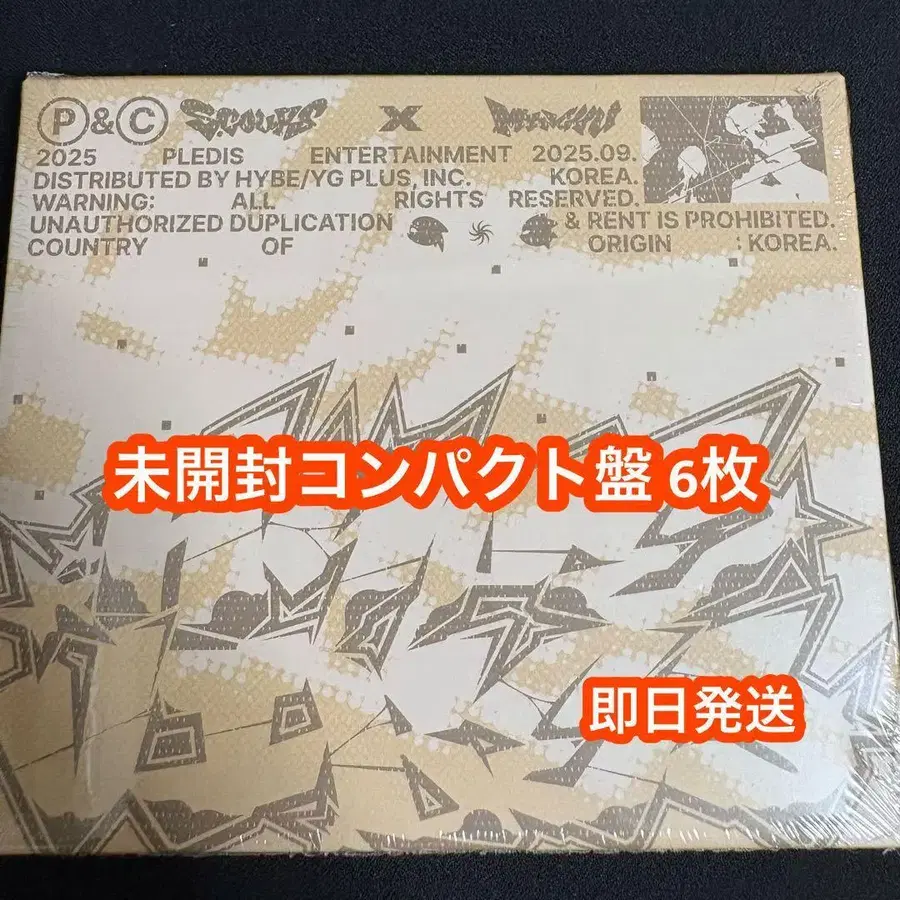 P&C S.COUPS X MINGYU
2025 PLEDIS ENTERTAINMENT 2025.09.
DISTRIBUTED BY HYBE/YG PLUS, INC. KOREA.
WARNING: ALL RIGHTS RESERVED.
UNAUTHORIZED DUPLICATION & RENT IS PROHIBITED.
COUNTRY OF ORIGIN : KOREA.
未開封コンパクト盤 6枚
即日発送